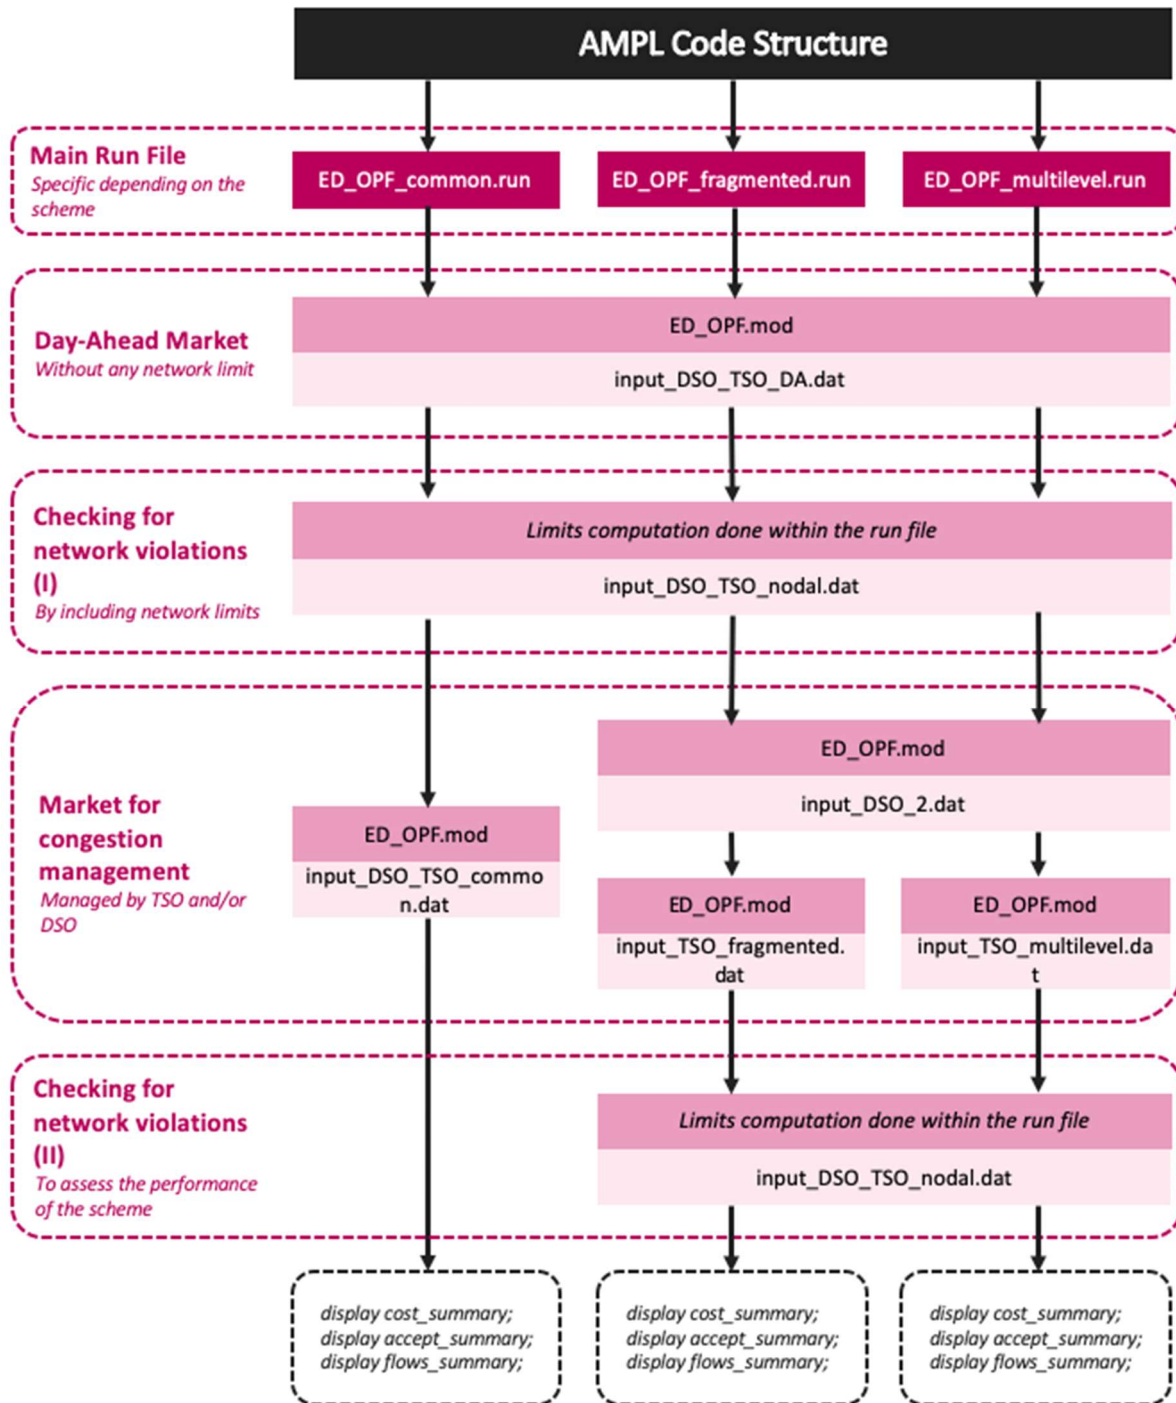 AMPL Code Structure
Main Run File
Specific depending on the
scheme
ED_OPF_common.run
ED_OPF_fragmented.run
ED_OPF_multilevel.run
Day-Ahead Market
Without any network limit
ED_OPF.mod
input_DSO_TSO_DA.dat
Checking for
network violations
(I)
By including network limits
Limits computation done within the run file
input_DSO_TSO_nodal.dat
Market for
congestion
management
Managed by TSO and/or
DSO
ED_OPF.mod
input_DSO_TSO_commo
n.dat
ED_OPF.mod
input_DSO_2.dat
ED_OPF.mod
input_TSO_fragmented.
dat
ED_OPF.mod
input_TSO_multilevel.da
t
Checking for
network violations
(II)
To assess the performance
of the scheme
Limits computation done within the run file
input_DSO_TSO_nodal.dat
display cost_summary;
display accept_summary;
display flows_summary;
display cost_summary;
display accept_summary;
display flows_summary;
display cost_summary;
display accept_summary;
display flows_summary;